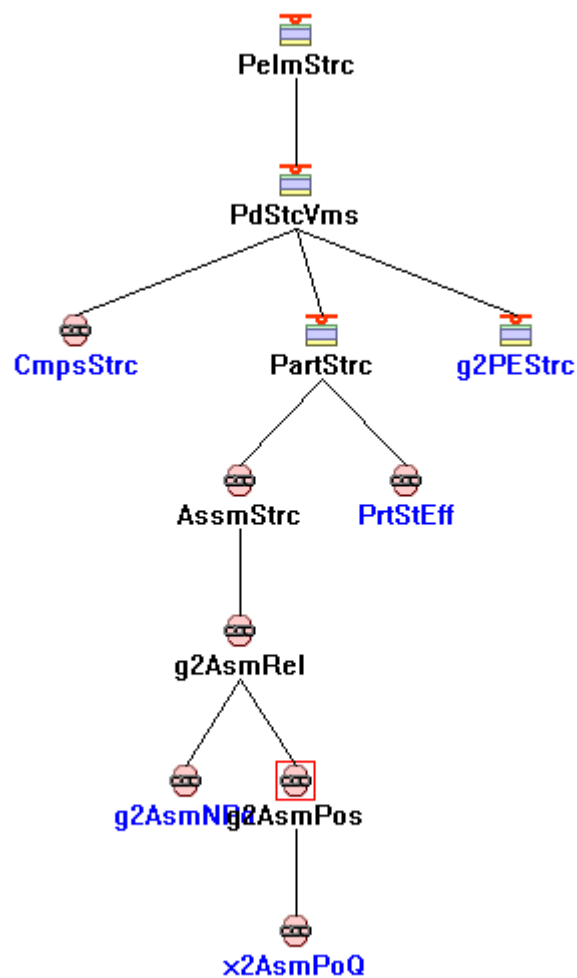 PelmStrc
PdStcVms
CmpsStrc
PartStrc
g2PEStrc
AssmStrc
PrtStEff
g2AsmRel
g2AsmPos
x2AsmPoQ